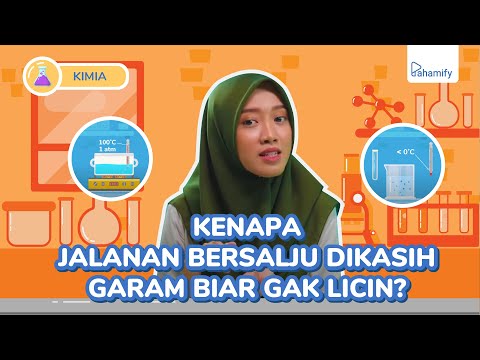 KIMIA
Pahamify
100°C
1 atm
< 0°C
KENAPA
JALANAN BERSALJU DIKASIH
GARAM BIAR GAK LICIN?